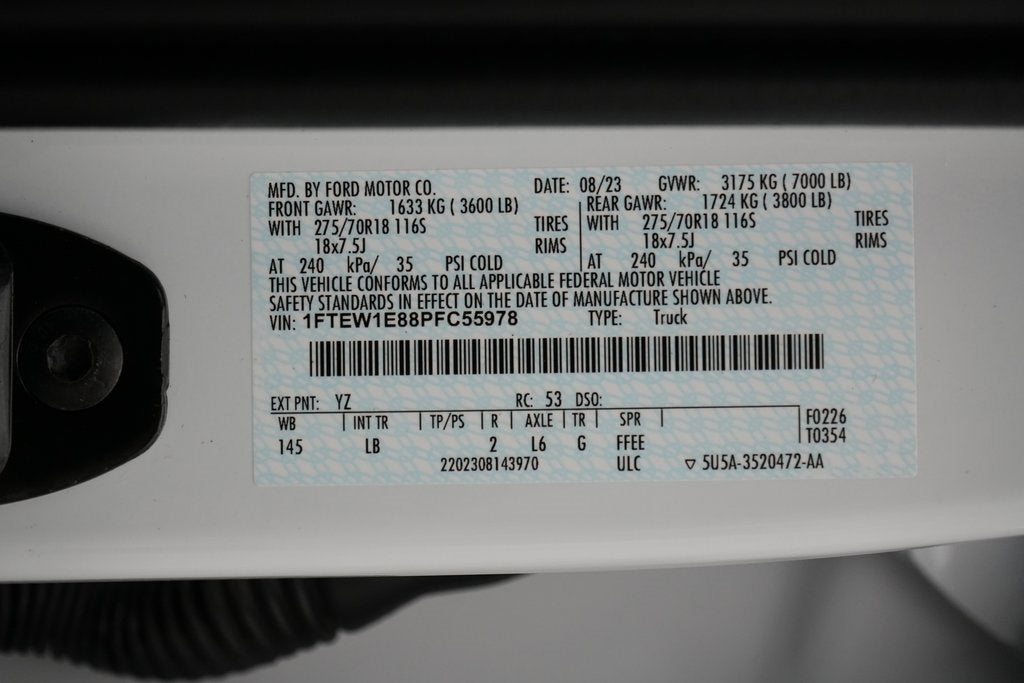 MFD. BY FORD MOTOR CO. DATE: 08/23 GVWR: 3175 KG ( 7000 LB)
FRONT GAWR: 1633 KG ( 3600 LB) REAR GAWR: 1724 KG ( 3800 LB)
WITH 275/70R18 116S TIRES WITH 275/70R18 116S TIRES
18x7.5J RIMS 18x7.5J RIMS
AT 240 kPa/ 35 PSI COLD AT 240 kPa/ 35 PSI COLD
THIS VEHICLE CONFORMS TO ALL APPLICABLE FEDERAL MOTOR VEHICLE
SAFETY STANDARDS IN EFFECT ON THE DATE OF MANUFACTURE SHOWN ABOVE.
VIN: 1FTEW1E88PFC55978 TYPE: Truck
EXT PNT: YZ RC: 53 DSO:
WB INT TR TP/PS R AXLE TR SPR F0226
145 LB 2 L6 G FFEE T0354
2202308143970 ULC ▽ 5U5A-3520472-AA